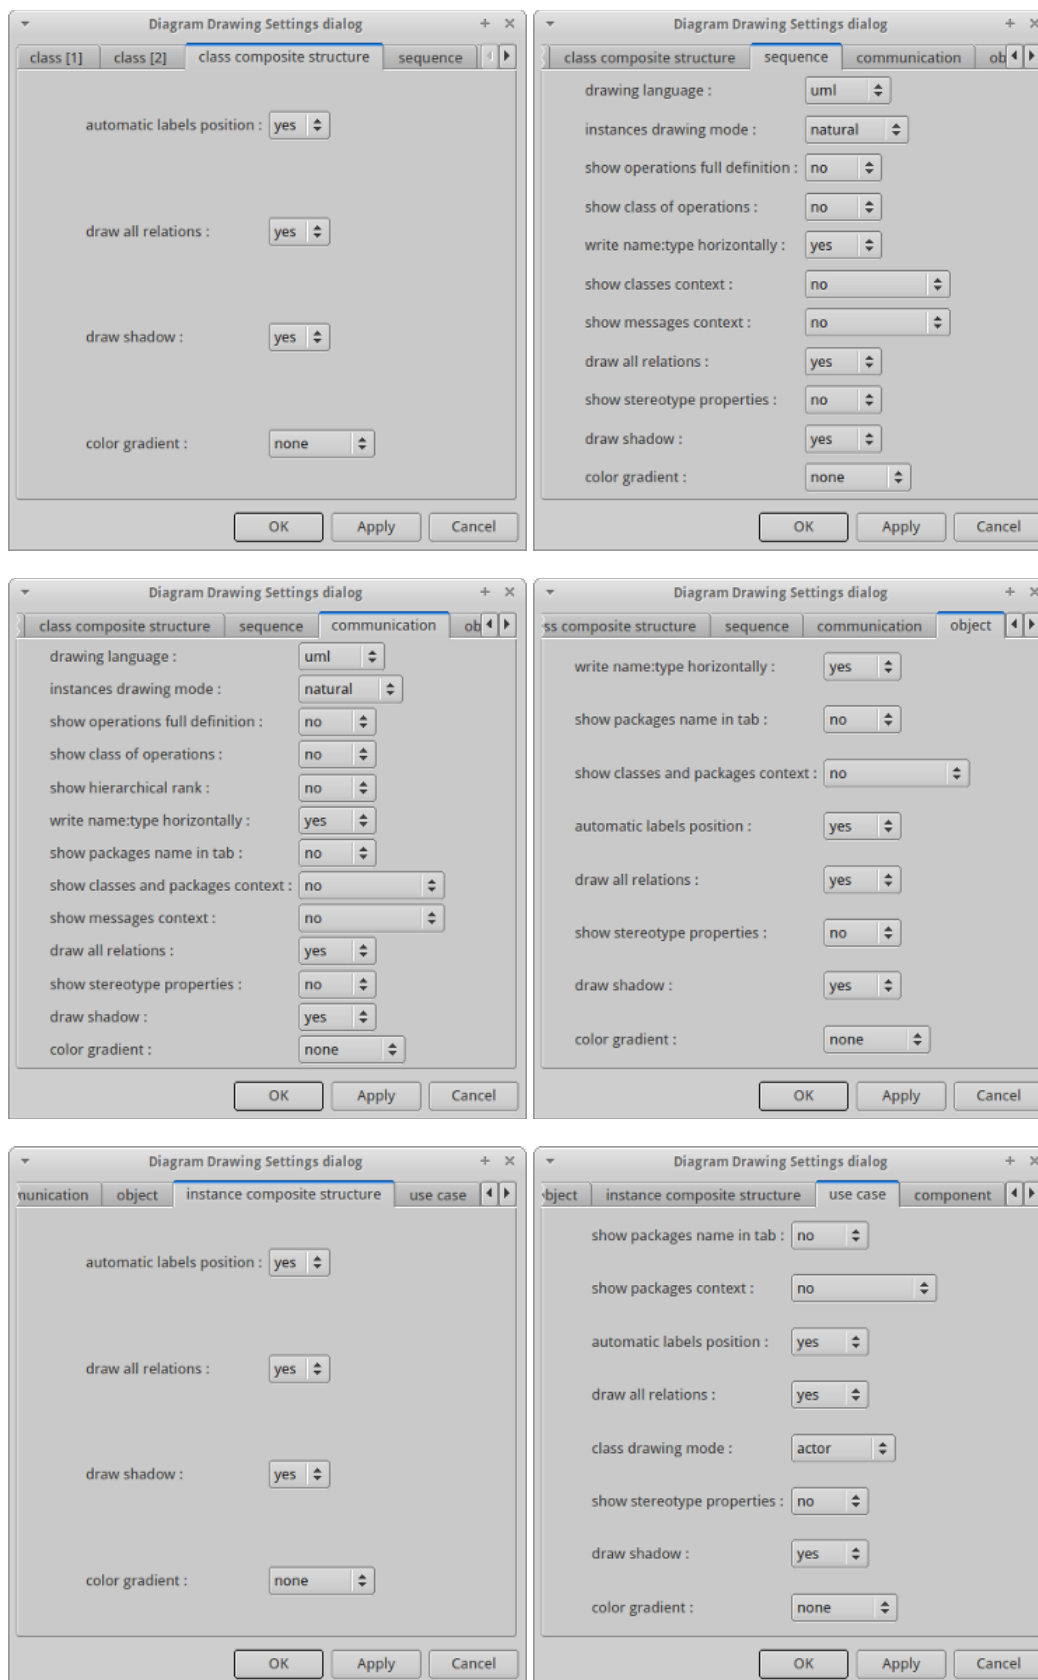 Diagram Drawing Settings dialog
class [1] class [2] class composite structure sequence
automatic labels position : yes
draw all relations : yes
draw shadow : yes
color gradient : none
OK Apply Cancel
Diagram Drawing Settings dialog
class composite structure sequence communication ob
drawing language : uml
instances drawing mode : natural
show operations full definition : no
show class of operations : no
write name:type horizontally : yes
show classes context : no
show messages context : no
draw all relations : yes
show stereotype properties : no
draw shadow : yes
color gradient : none
OK Apply Cancel
Diagram Drawing Settings dialog
class composite structure sequence communication ob
drawing language : uml
instances drawing mode : natural
show operations full definition : no
show class of operations : no
show hierarchical rank : no
write name:type horizontally : yes
show packages name in tab : no
show classes and packages context : no
show messages context : no
draw all relations : yes
show stereotype properties : no
draw shadow : yes
color gradient : none
OK Apply Cancel
Diagram Drawing Settings dialog
ss composite structure sequence communication object
write name:type horizontally : yes
show packages name in tab : no
show classes and packages context : no
automatic labels position : yes
draw all relations : yes
show stereotype properties : no
draw shadow : yes
color gradient : none
OK Apply Cancel
Diagram Drawing Settings dialog
nunication object instance composite structure use case
automatic labels position : yes
draw all relations : yes
draw shadow : yes
color gradient : none
OK Apply Cancel
Diagram Drawing Settings dialog
object instance composite structure use case component
show packages name in tab : no
show packages context : no
automatic labels position : yes
draw all relations : yes
class drawing mode : actor
show stereotype properties : no
draw shadow : yes
color gradient : none
OK Apply Cancel